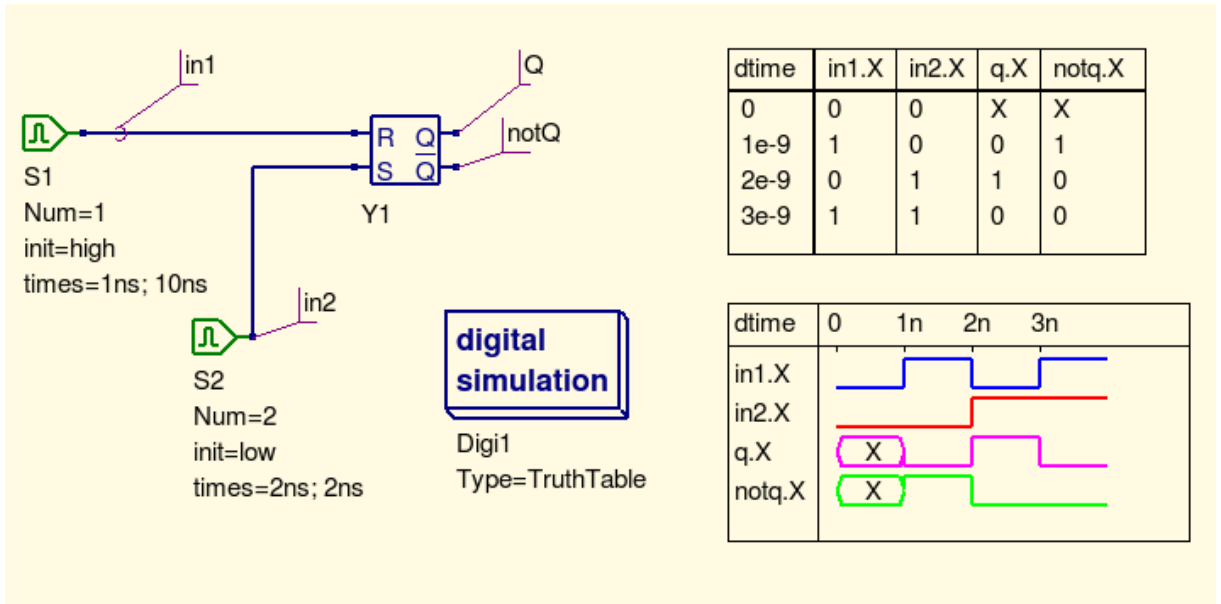 in1
Q
notQ
R Q
S Q
Y1
S1
Num=1
init=high
times=1ns; 10ns
in2
S2
Num=2
init=low
times=2ns; 2ns
digital
simulation
Digi1
Type=TruthTable
dtime in1.X in2.X q.X notq.X
0 0 0 X X
1e-9 1 0 0 1
2e-9 0 1 1 0
3e-9 1 1 0 0
dtime 0 1n 2n 3n
in1.X
in2.X
q.X X
notq.X X